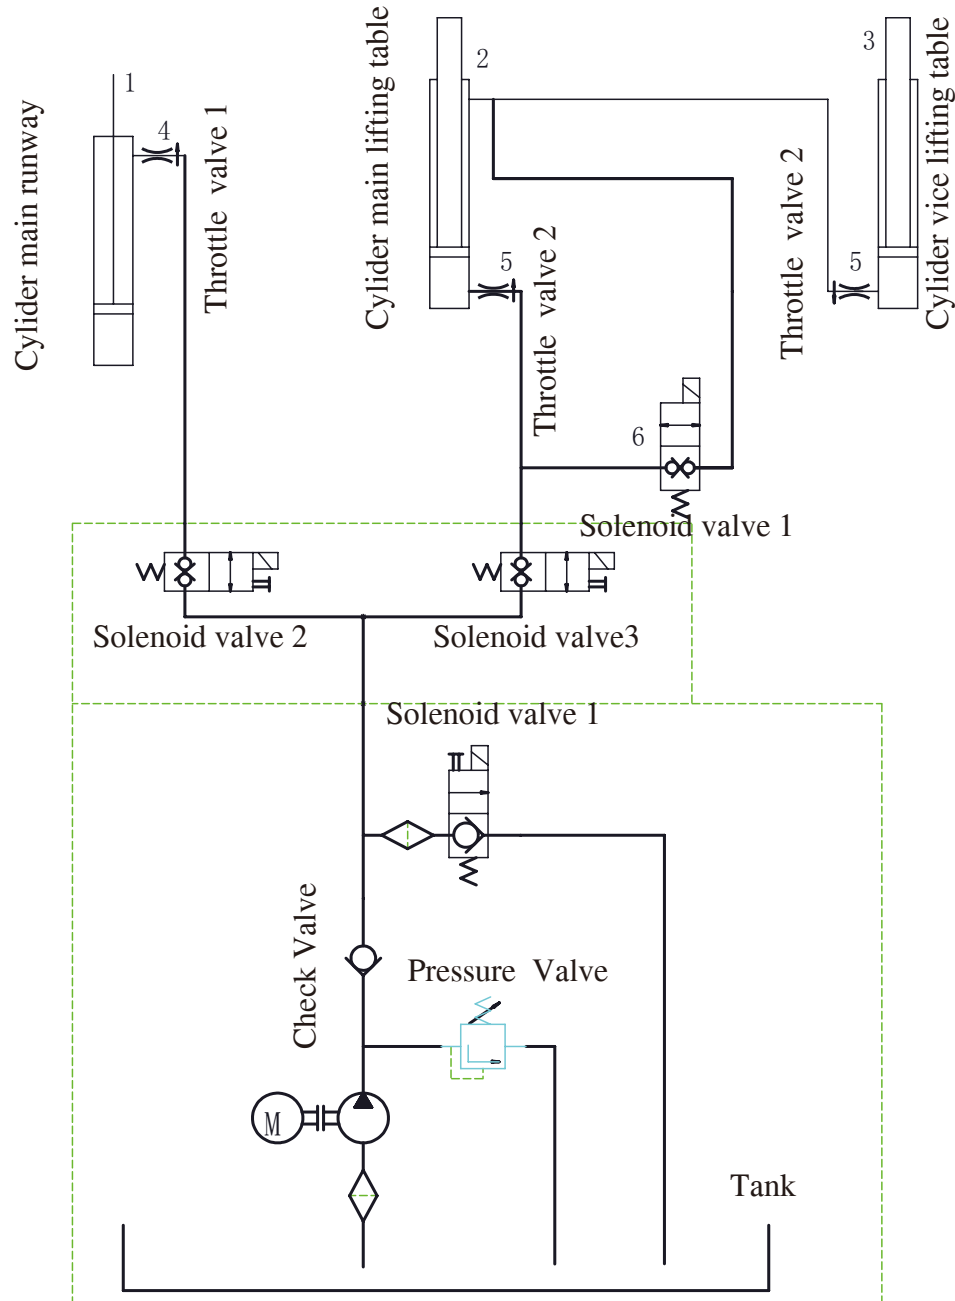 Cylider main runway
1
4
Throttle valve 1
Cylider main lifting table
2
5
Throttle valve 2
3
Throttle valve 2
5
Cylider vice lifting table
6
Solenoid valve 1
Solenoid valve 2
Solenoid valve3
Solenoid valve 1
Check Valve
Pressure Valve
M
Tank